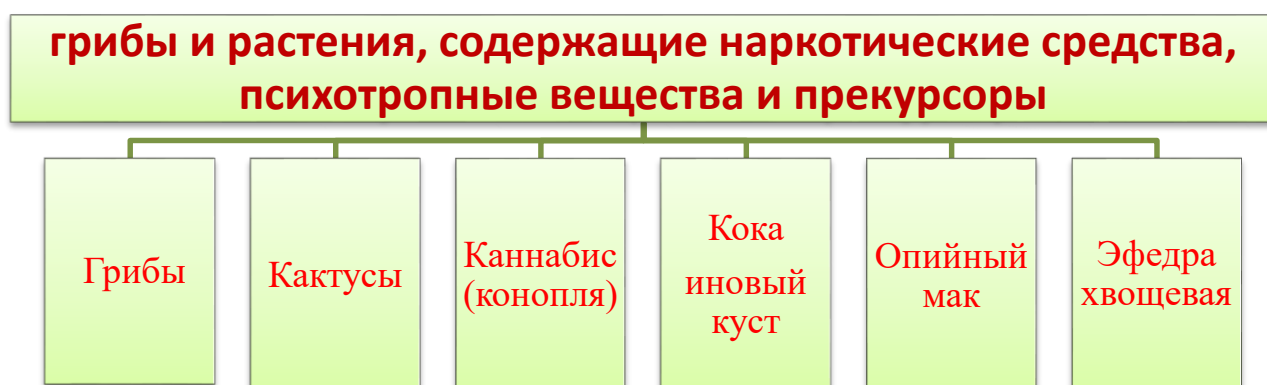 грибы и растения, содержащие наркотические средства,
психотропные вещества и прекурсоры
Грибы
Кактусы
Каннабис
(конопля)
Кока
иновый
куст
Опийный
мак
Эфедра
хвощевая